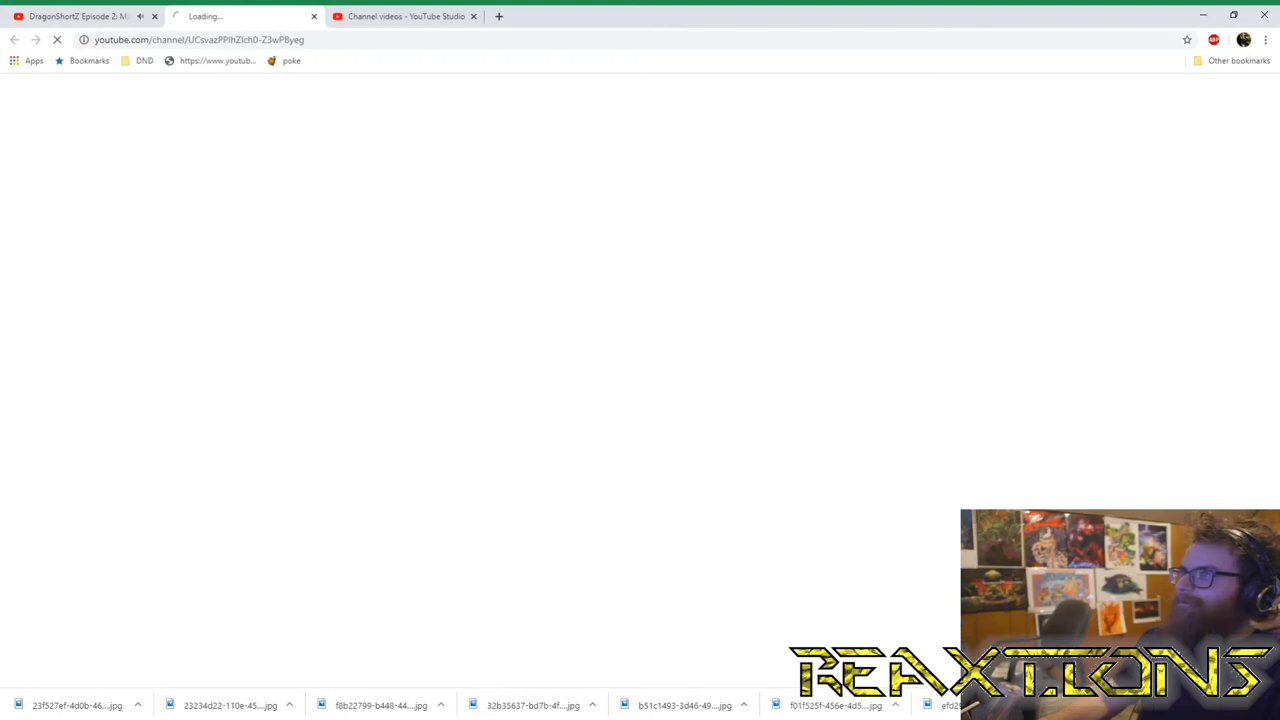 DragonShortZ Episode 2: Mi
Loading...
Channel videos - YouTube Studio
youtube.com/channel/UCsvazPPlhZlch0-Z3wPByeg
ABP
Apps
Bookmarks
DND
https://www.youtub...
poke
Other bookmarks
REAXTIONS
23f527ef-4d0b-46....jpg
23234d22-110e-45....jpg
f8b22799-b448-44....jpg
32b35637-bd7b-4f....jpg
b51c1493-3d46-49....jpg
f01f525f-456e-4d5....jpg